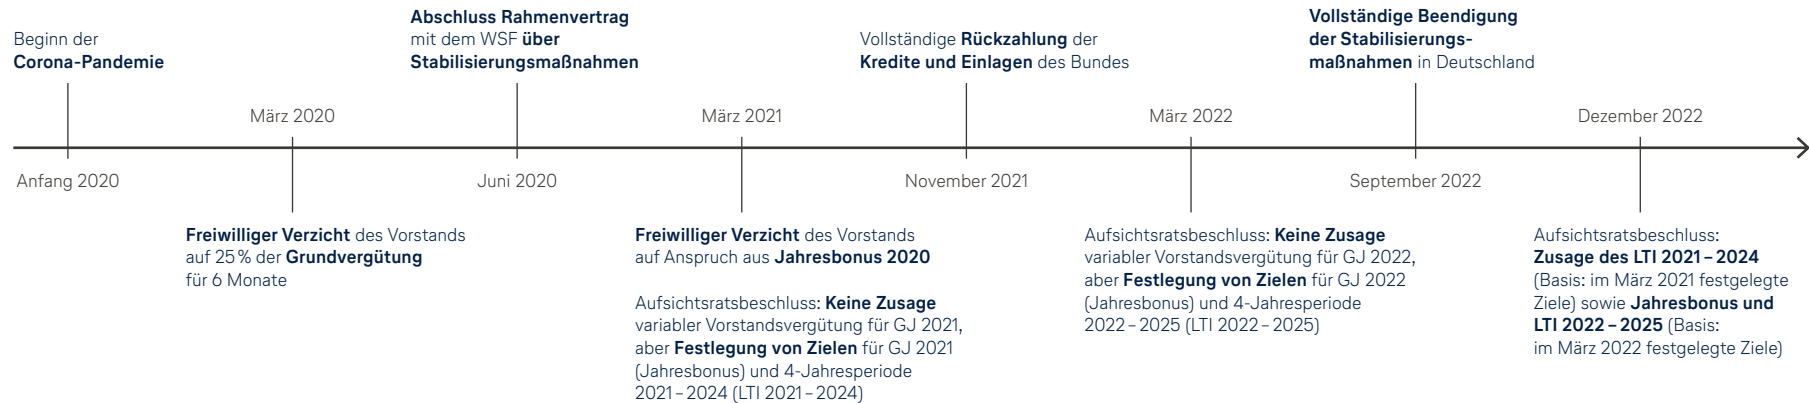 Beginn der
Corona-Pandemie
Abschluss Rahmenvertrag
mit dem WSF über
Stabilisierungsmaßnahmen
Vollständige Rückzahlung der
Kredite und Einlagen des Bundes
Vollständige Beendigung
der Stabilisierungs-
maßnahmen in Deutschland
März 2020
März 2021
März 2022
Dezember 2022
Anfang 2020
Juni 2020
November 2021
September 2022
Freiwilliger Verzicht des Vorstands
auf 25 % der Grundvergütung
für 6 Monate
Freiwilliger Verzicht des Vorstands
auf Anspruch aus Jahresbonus 2020
Aufsichtsratsbeschluss: Keine Zusage
variabler Vorstandsvergütung für GJ 2021,
aber Festlegung von Zielen für GJ 2021
(Jahresbonus) und 4-Jahresperiode
2021 – 2024 (LTI 2021 – 2024)
Aufsichtsratsbeschluss: Keine Zusage
variabler Vorstandsvergütung für GJ 2022,
aber Festlegung von Zielen für GJ 2022
(Jahresbonus) und 4-Jahresperiode
2022 – 2025 (LTI 2022 – 2025)
Aufsichtsratsbeschluss:
Zusage des LTI 2021 – 2024
(Basis: im März 2021 festgelegte
Ziele) sowie Jahresbonus und
LTI 2022 – 2025 (Basis:
im März 2022 festgelegte Ziele)